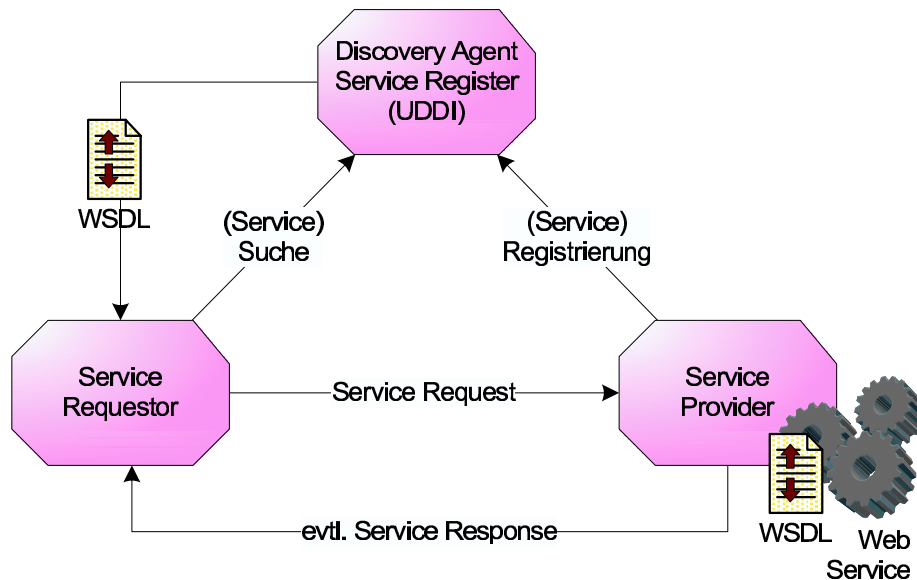 Discovery Agent
Service Register
(UDDI)
WSDL
(Service)
Suche
(Service)
Registrierung
Service
Requestor
Service Request
Service
Provider
evtl. Service Response
WSDL
Web
Service